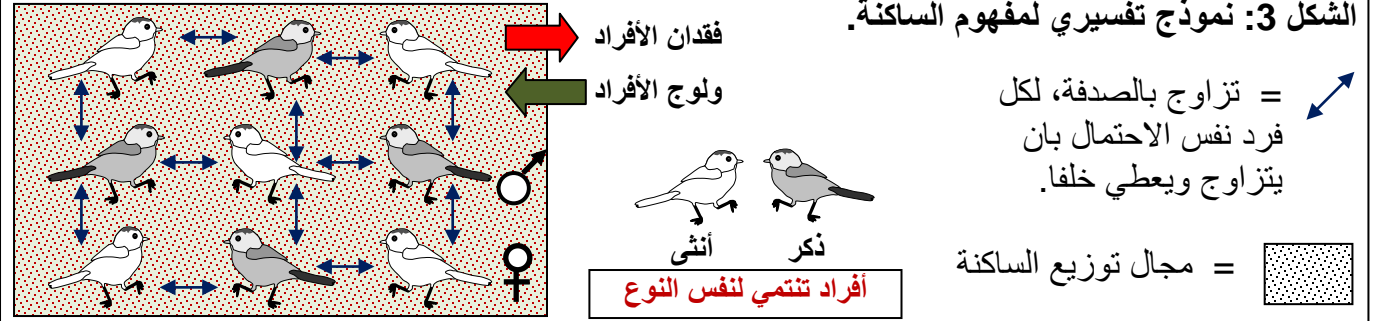 الشكل 3: نموذج تفسيري لمفهوم الساكنة.
= تزاوج بالصدفة، لكل
فرد نفس الاحتمال بان
يتزاوج ويعطي خلفا.
= مجال توزيع الساكنة
فقدان الأفراد
ولوج الأفراد
ذكر
أنثى
أفراد تنتمي لنفس النوع
♂
♀